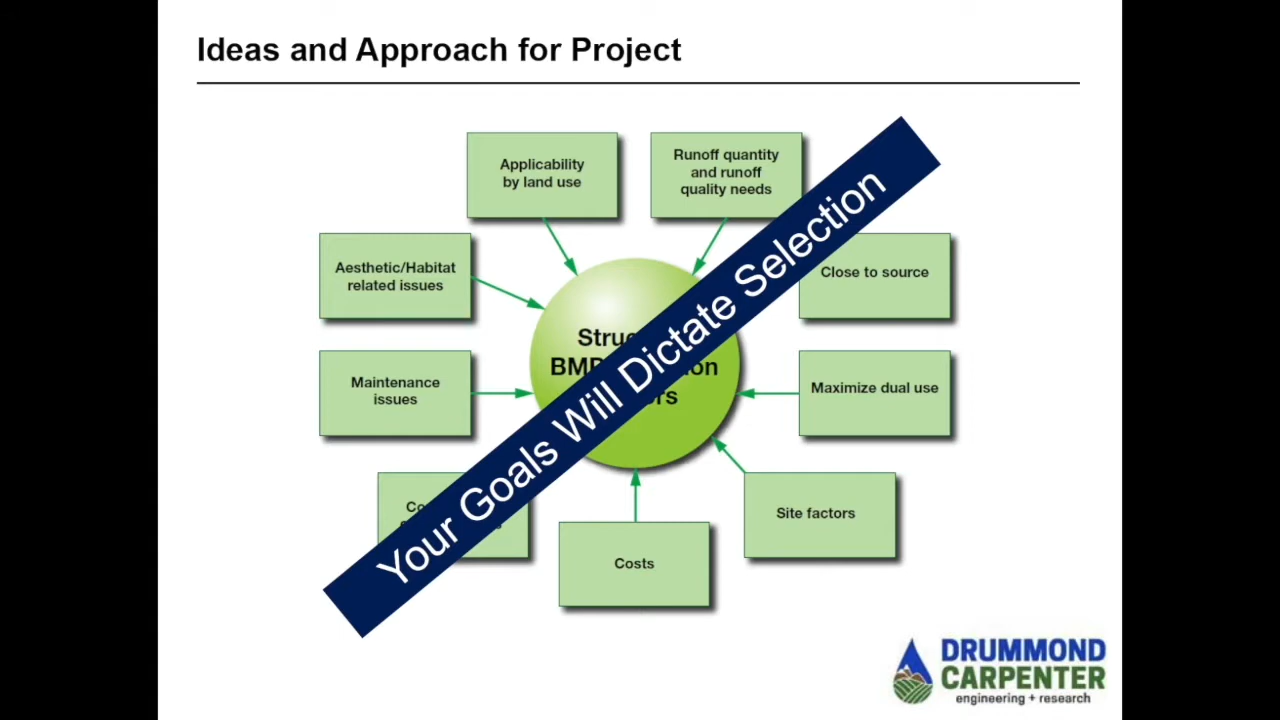 Ideas and Approach for Project
Applicability
by land use
Runoff quantity
and runoff
quality needs
Aesthetic/Habitat
related issues
Close to source
Maintenance
issues
Maximize dual use
Site factors
Costs
Your Goals Will Dictate Selection
DRUMMOND
CARPENTER
engineering + research